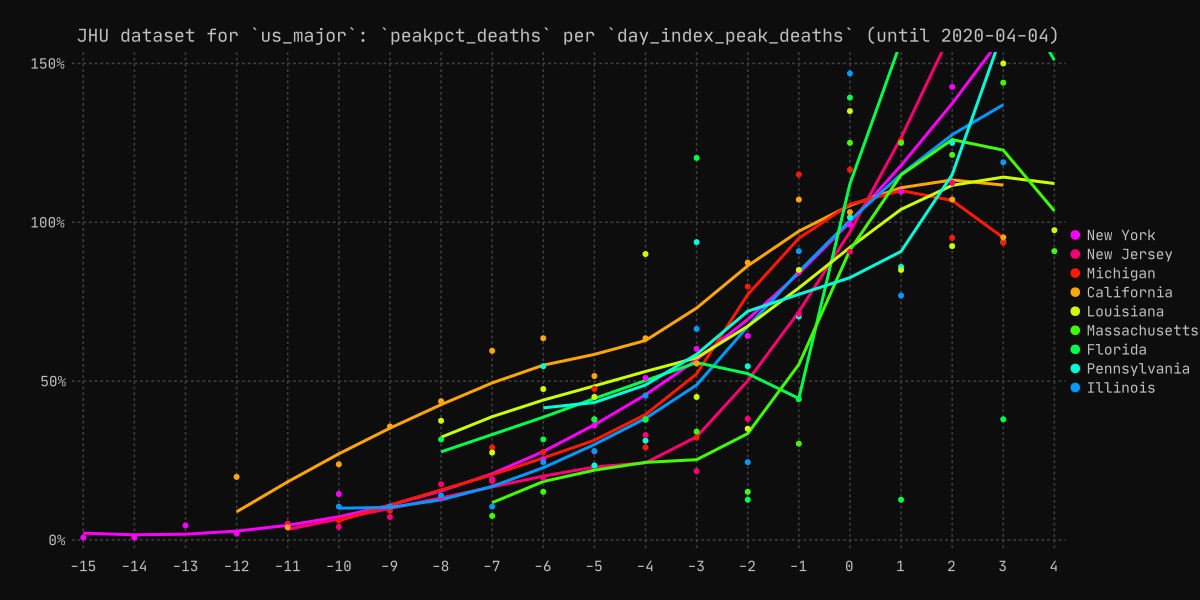 JHU dataset for `us_major`: `peakpct_deaths` per `day_index_peak_deaths` (until 2020-04-04)
150%
100%
50%
0%
-15 -14 -13 -12 -11 -10 -9 -8 -7 -6 -5 -4 -3 -2 -1 0 1 2 3 4
New York
New Jersey
Michigan
California
Louisiana
Massachusetts
Florida
Pennsylvania
Illinois